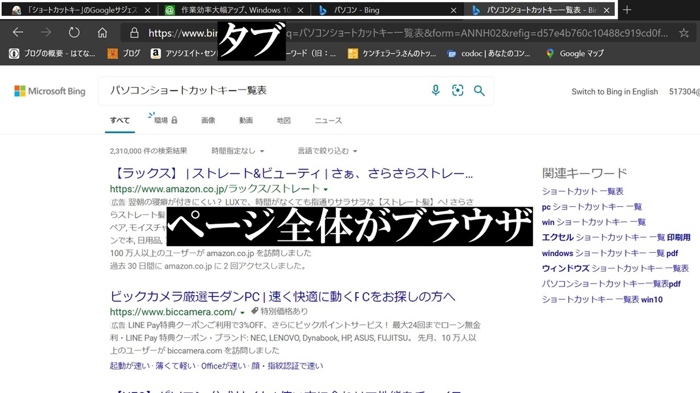 「ショートカットキー」のGoogleサジェス
作業効率大幅アップ、Windows 10
パソコン - Bing
パソコンショートカットキー一覧表 - Bin
https://www.bin
q=パソコンショートカットキー一覧表&form=ANNH02&refig=d57e4b760c10488c919cd0f
タブ
ブログの概要 - はてな...
ブログ
アソシエイト・セン
ーワード（旧：...
ケンチェラーラ.さんのトッ...
codoc | あなたのコン...
Google マップ
Microsoft Bing
パソコンショートカットキー一覧表
Switch to Bing in English
517304@
すべて
職場
画像
動画
地図
ニュース
2,310,000 件の検索結果
時間指定なし
言語で絞り込む
【ラックス】 | ストレート&ビューティ | さぁ、さらさらストレー...
https://www.amazon.co.jp/ラックス/ストレート
広告 翌朝の寝癖が付きにくい? LUXで、時間がなくても指通りサラサラな【ストレート髪】へ! さらさ
らストレート髪
ペア, モイスチャ
ンで本, 日用品,
100 万人以上のユーザーが amazon.co.jp を訪問しました
過去 30 日間に amazon.co.jp に 2 回アクセスしました。
ページ全体がブラウザ
ビックカメラ厳選モダンPC | 速く快適に動くPCをお探しの方へ
https://www.biccamera.com/
特別価格あり
広告 LINE Pay特典クーポンご利用で3%OFF、さらにビックポイントサービス！ 最大24回までローン無金
利・LINE Pay 特典クーポン・ブランド: NEC, LENOVO, Dynabook, HP, ASUS, FUJITSU。 先月、10 万人以
上のユーザーが biccamera.com を訪問しました
起動が速い · 薄くて軽い · Officeが速い · 顔・指紋認証で速い
関連キーワード
ショートカット 一覧表
pc ショートカットキー 一覧表
win ショートカットキー 一覧
エクセル ショートカットキー 一覧 印刷用
windows ショートカットキー 一覧 pdf
ウィンドウズ ショートカットキー 一覧
パソコンショートカットキー一覧表pdf
ショートカットキー 一覧表 win10